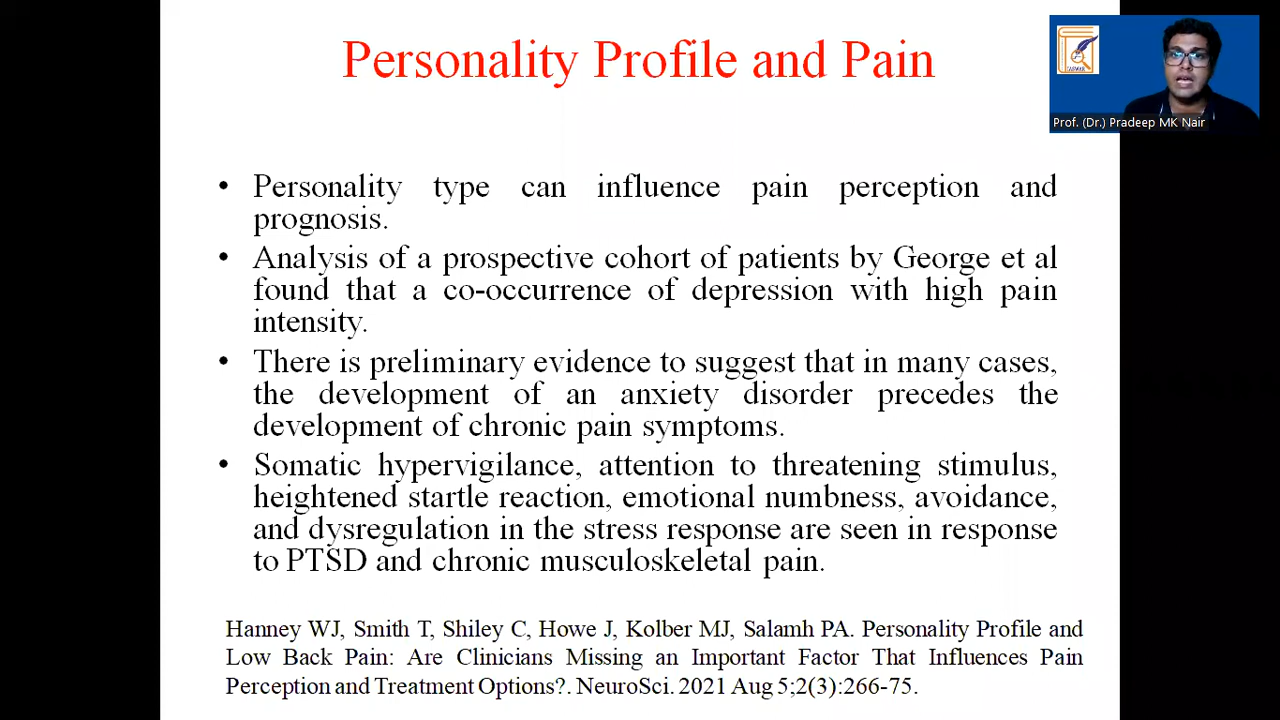 Personality Profile and Pain
Prof. (Dr.) Pradeep MK Nair
• Personality type can influence pain perception and
prognosis.
• Analysis of a prospective cohort of patients by George et al
found that a co-occurrence of depression with high pain
intensity.
• There is preliminary evidence to suggest that in many cases,
the development of an anxiety disorder precedes the
development of chronic pain symptoms.
• Somatic hypervigilance, attention to threatening stimulus,
heightened startle reaction, emotional numbness, avoidance,
and dysregulation in the stress response are seen in response
to PTSD and chronic musculoskeletal pain.
Hanney WJ, Smith T, Shiley C, Howe J, Kolber MJ, Salamh PA. Personality Profile and
Low Back Pain: Are Clinicians Missing an Important Factor That Influences Pain
Perception and Treatment Options?. NeuroSci. 2021 Aug 5;2(3):266-75.